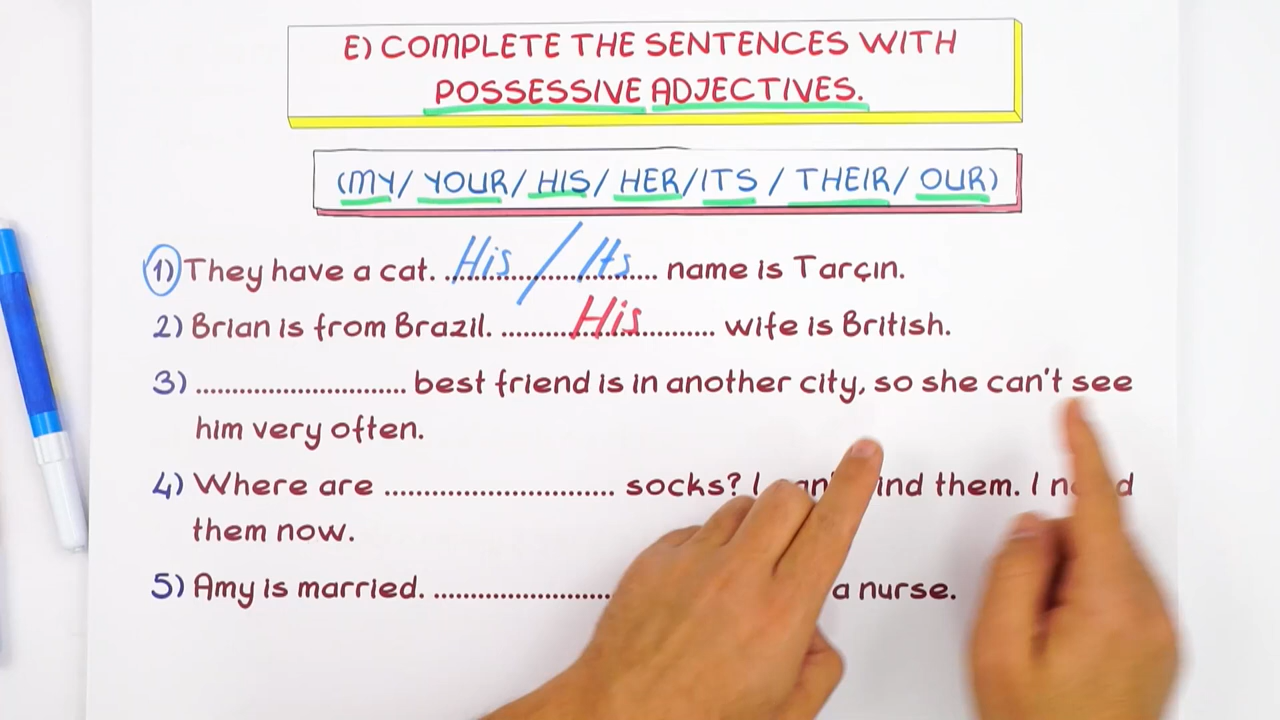 E) COMPLETE THE SENTENCES WITH
POSSESSIVE ADJECTIVES.
(MY/ YOUR/ HIS/ HER/ITS / THEIR/ OUR)
1) They have a cat. His / Its name is Tarçın.
2) Brian is from Brazil. His wife is British.
3) .......................... best friend is in another city, so she can't see
him very often.
4) Where are ............................. socks? I them. I
them now.
5) Amy is married. ...................... a nurse.